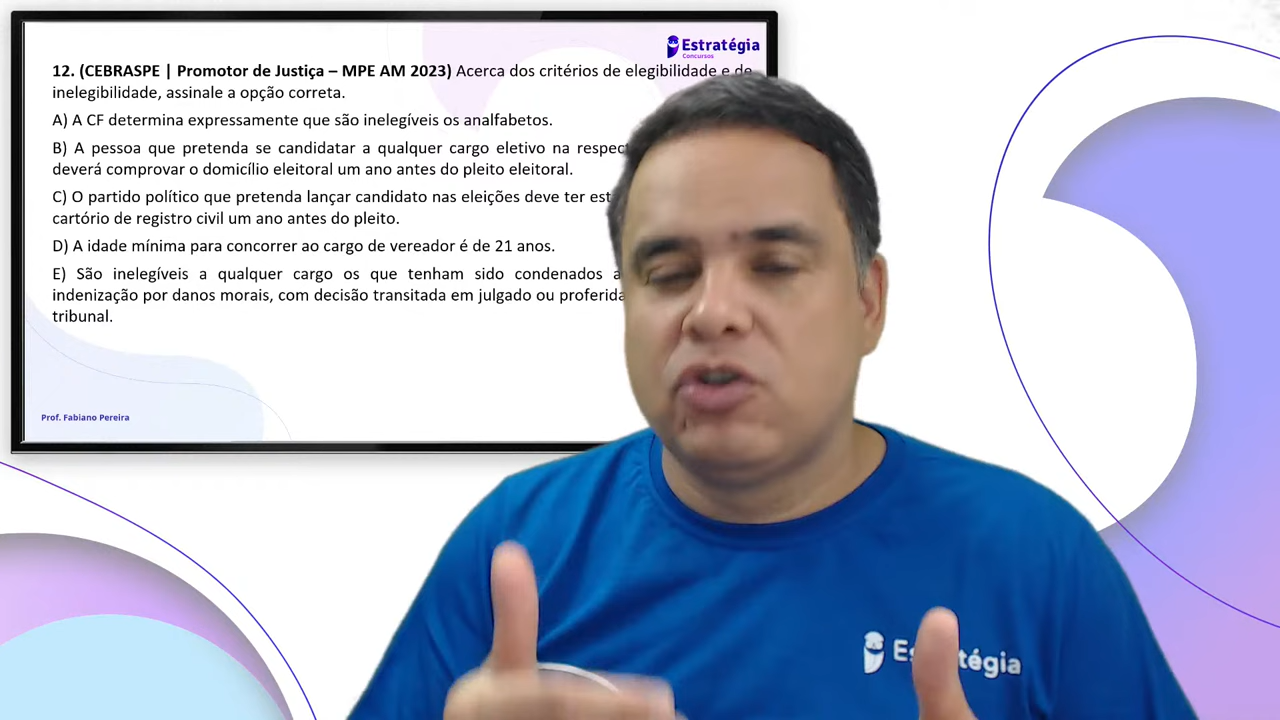 Estratégia
Concursos
12. (CEBRASPE | Promotor de Justiça – MPE AM 2023) Acerca dos critérios de elegibilidade e de
inelegibilidade, assinale a opção correta.
A) A CF determina expressamente que são inelegíveis os analfabetos.
B) A pessoa que pretenda se candidatar a qualquer cargo eletivo na
deverá comprovar o domicílio eleitoral um ano antes do pleito eleitoral.
C) O partido político que pretenda lançar candidato nas eleições deve ter
cartório de registro civil um ano antes do pleito.
D) A idade mínima para concorrer ao cargo de vereador é de 21 anos.
E) São inelegíveis a qualquer cargo os que tenham sido condenados
indenização por danos morais, com decisão transitada em julgado ou proferida
tribunal.
Prof. Fabiano Pereira